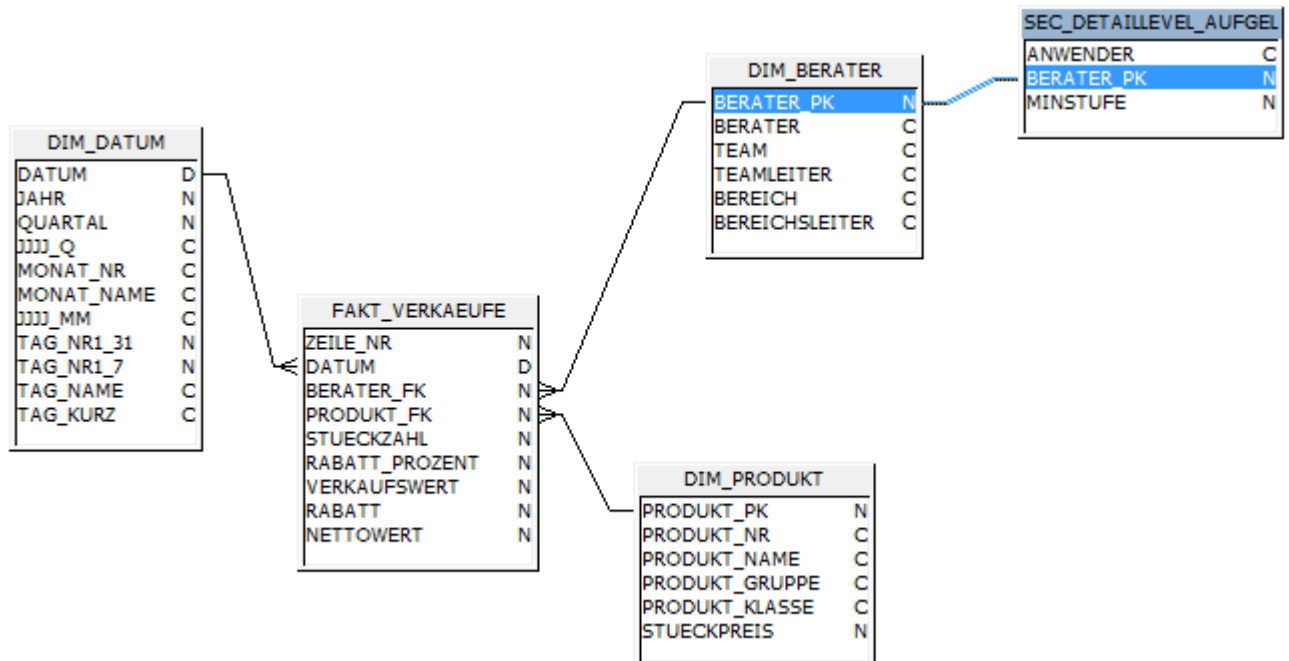 DIM_DATUM
DATUM D
JAHR N
QUARTAL N
JJJJ_Q C
MONAT_NR C
MONAT_NAME C
JJJJ_MM C
TAG_NR1_31 N
TAG_NR1_7 N
TAG_NAME C
TAG_KURZ C
FAKT_VERKAEUFE
ZEILE_NR N
DATUM D
BERATER_FK N
PRODUKT_FK N
STUECKZAHL N
RABATT_PROZENT N
VERKAUFSWERT N
RABATT N
NETTOWERT N
DIM_BERATER
BERATER_PK N
BERATER C
TEAM C
TEAMLEITER C
BEREICH C
BEREICHSLEITER C
SEC_DETAILLEVEL_AUFGEL
ANWENDER C
BERATER_PK N
MINSTUFE N
DIM_PRODUKT
PRODUKT_PK N
PRODUKT_NR C
PRODUKT_NAME C
PRODUKT_GRUPPE C
PRODUKT_KLASSE C
STUECKPREIS N